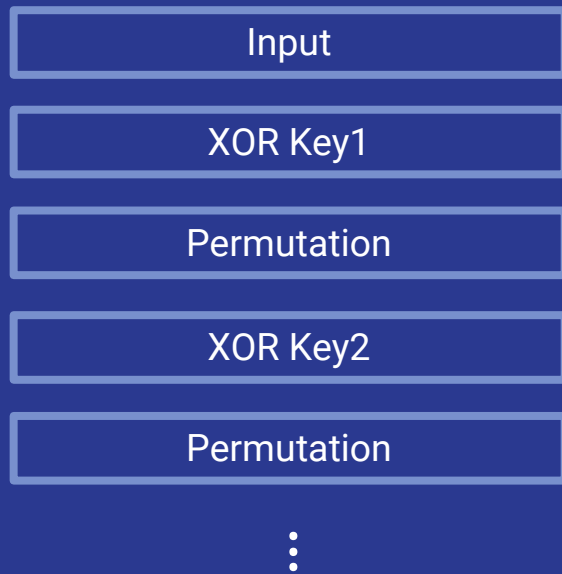 Input
XOR Key1
Permutation
XOR Key2
Permutation
⋮